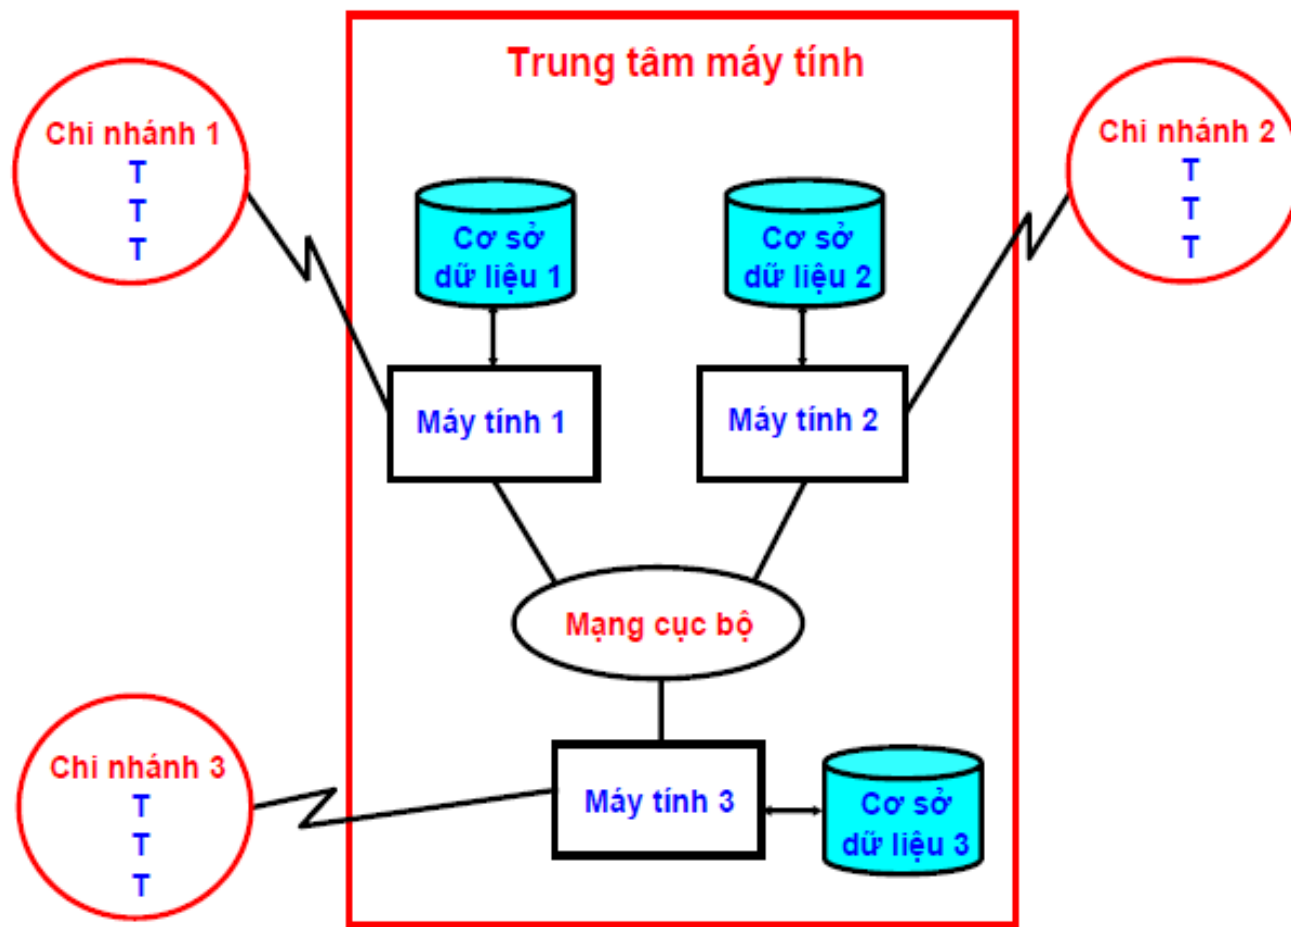 Trung tâm máy tính
Chi nhánh 1
T
T
T
Chi nhánh 2
T
T
T
Cơ sở
dữ liệu 1
Cơ sở
dữ liệu 2
Máy tính 1
Máy tính 2
Mạng cục bộ
Chi nhánh 3
T
T
T
Máy tính 3
Cơ sở
dữ liệu 3